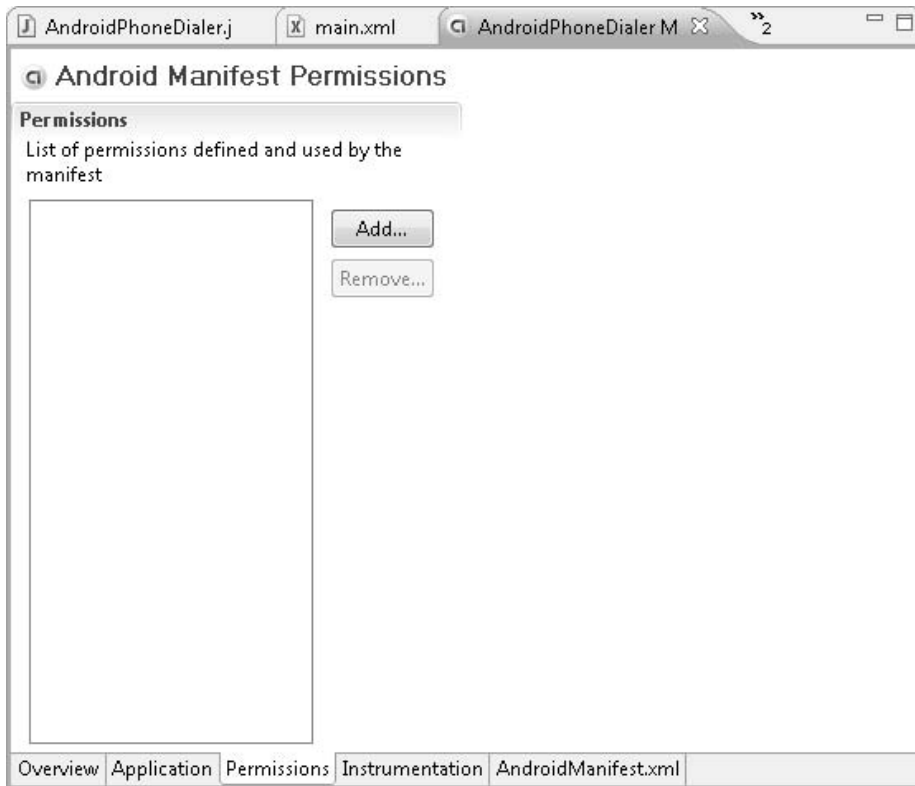 AndroidPhoneDialer.j main.xml AndroidPhoneDialer M 2
Android Manifest Permissions
Permissions
List of permissions defined and used by the
manifest
Add...
Remove...
Overview Application Permissions Instrumentation AndroidManifest.xml